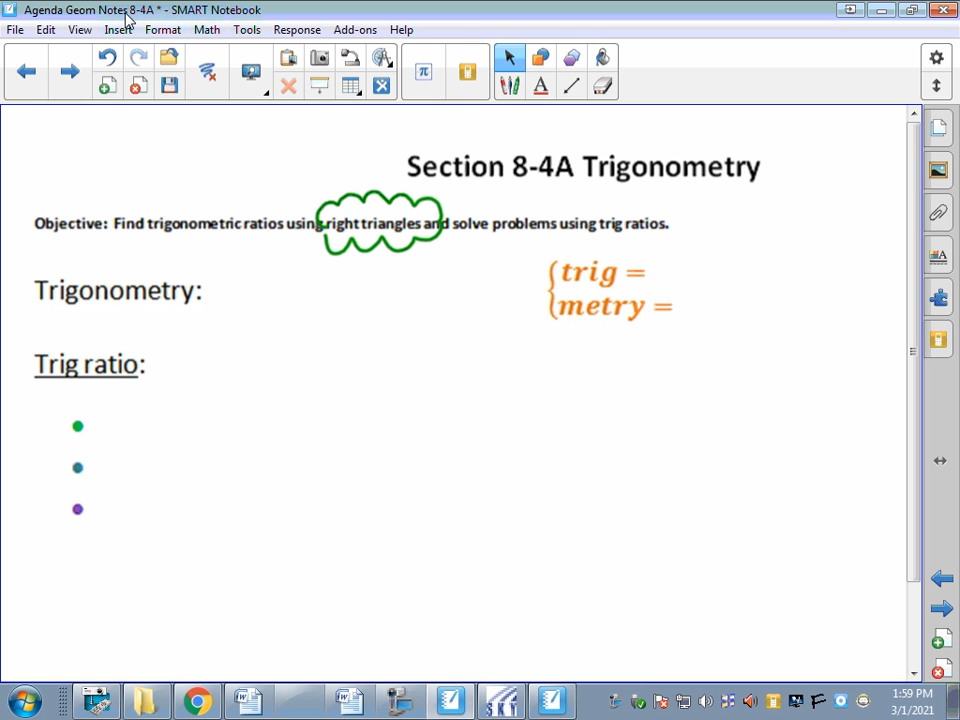 Agenda Geom Notes 8-4A * - SMART Notebook
File Edit View Insert Format Math Tools Response Add-ons Help
Section 8-4A Trigonometry
Objective: Find trigonometric ratios using right triangles and solve problems using trig ratios.
Trigonometry:
trig =
metry =
Trig ratio:
1:59 PM
3/1/2021